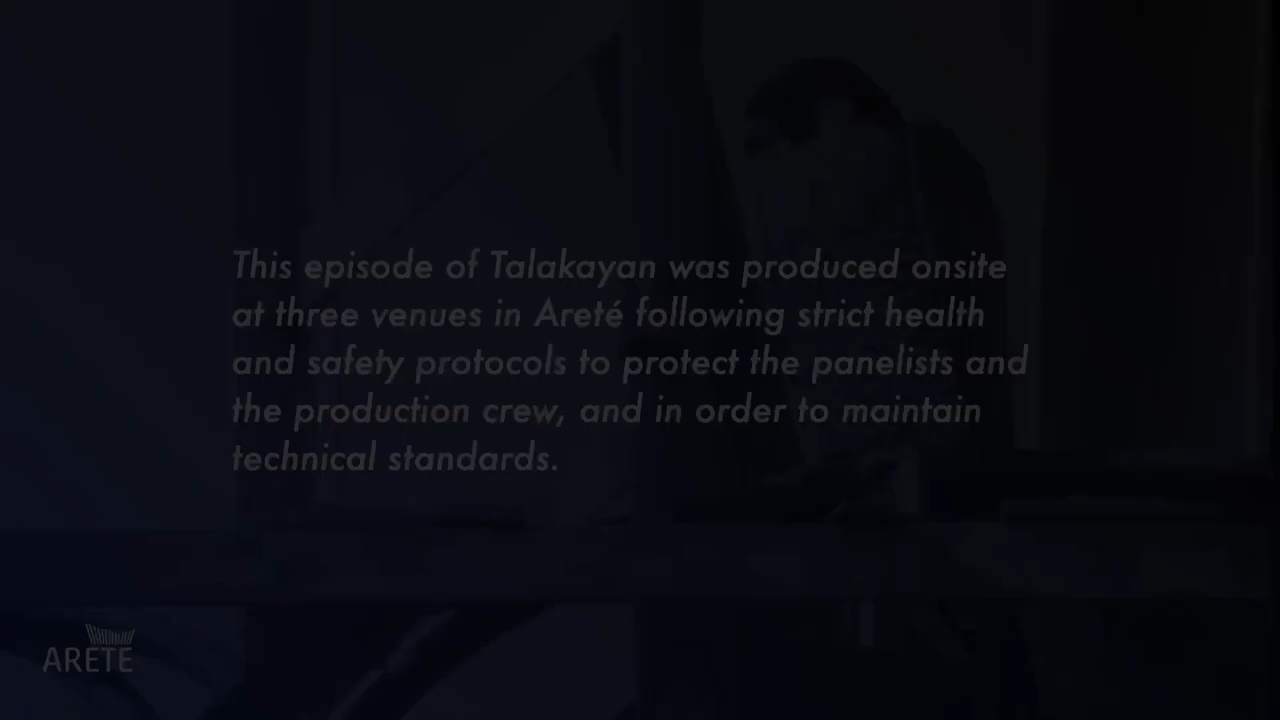 This episode of Talakayan was produced onsite
at three venues in Areté following strict health
and safety protocols to protect the panelists and
the production crew, and in order to maintain
technical standards.
ARETÉ